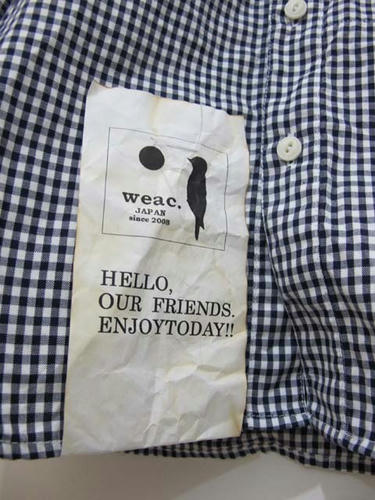 weac.
JAPAN
since 2008
HELLO,
OUR FRIENDS.
ENJOYTODAY!!